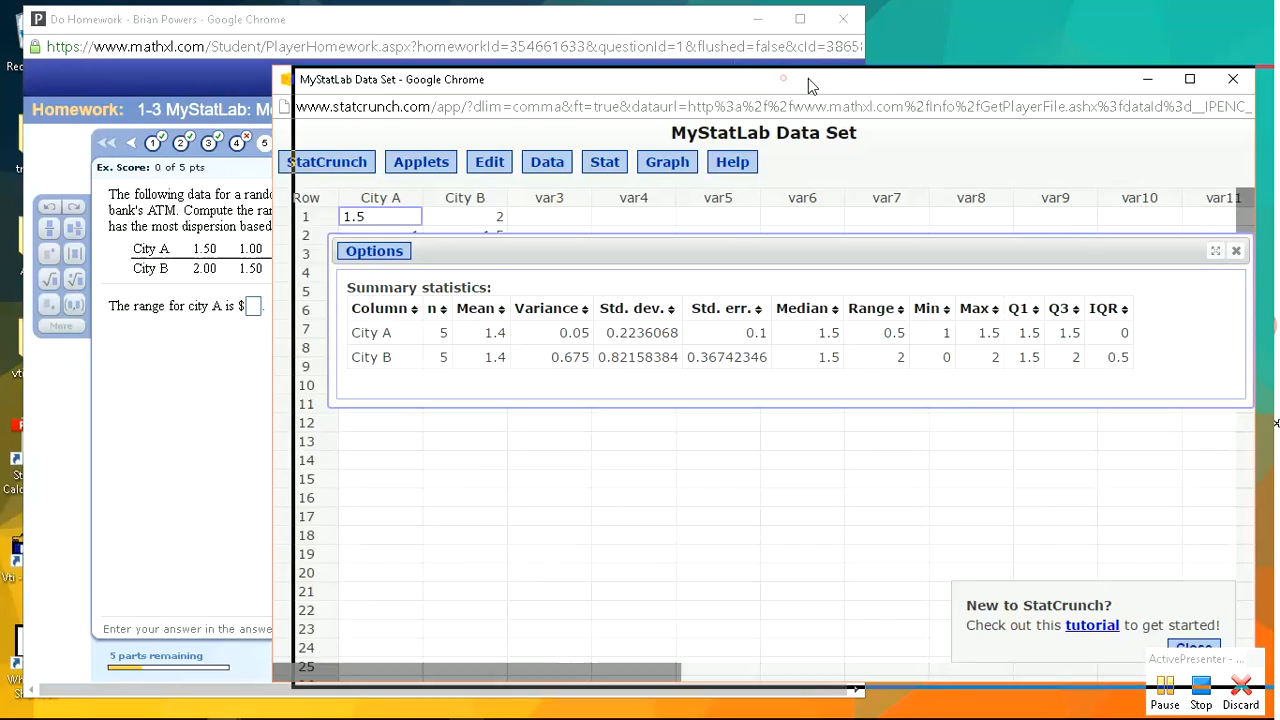 Do Homework - Brian Powers - Google Chrome
https://www.mathxl.com/Student/PlayerHomework.aspx?homeworkId=354661633&questionId=1&flushed=false&cId=3865
MyStatLab Data Set - Google Chrome
www.statcrunch.com/app/?dlim=comma&ft=true&dataurl=http%3a%2f%2fwww.mathxl.com%2fInfo%2fGetPlayerFile.ashx%3fdataul%3d__IPENC_
Homework: 1-3 MyStatLab:
MyStatLab Data Set
StatCrunch Applets Edit Data Stat Graph Help
1 2 3 4 5
Ex. Score: 0 of 5 pts
The following data for a
bank's ATM. Compute the
has the most dispersion based
City A 1.50 1.00
City B 2.00 1.50
The range for city A is $ .
More
Enter your answer in the
5 parts remaining
Row City A City B var3 var4 var5 var6 var7 var8 var9 var10 var11
1 1.5 2
2
3
4
5
6
7
8
9
10
11
12
13
14
15
16
17
18
19
20
21
22
23
24
25
Options
Summary statistics:
Column n Mean Variance Std. dev. Std. err. Median Range Min Max Q1 Q3 IQR
City A 5 1.4 0.05 0.2236068 0.1 1.5 0.5 1 1.5 1.5 1.5 0
City B 5 1.4 0.675 0.82158384 0.36742346 1.5 2 0 2 1.5 2 0.5
New to StatCrunch?
Check out this tutorial to get started!
Close
ActivePresenter - ...
Pause Stop Discard